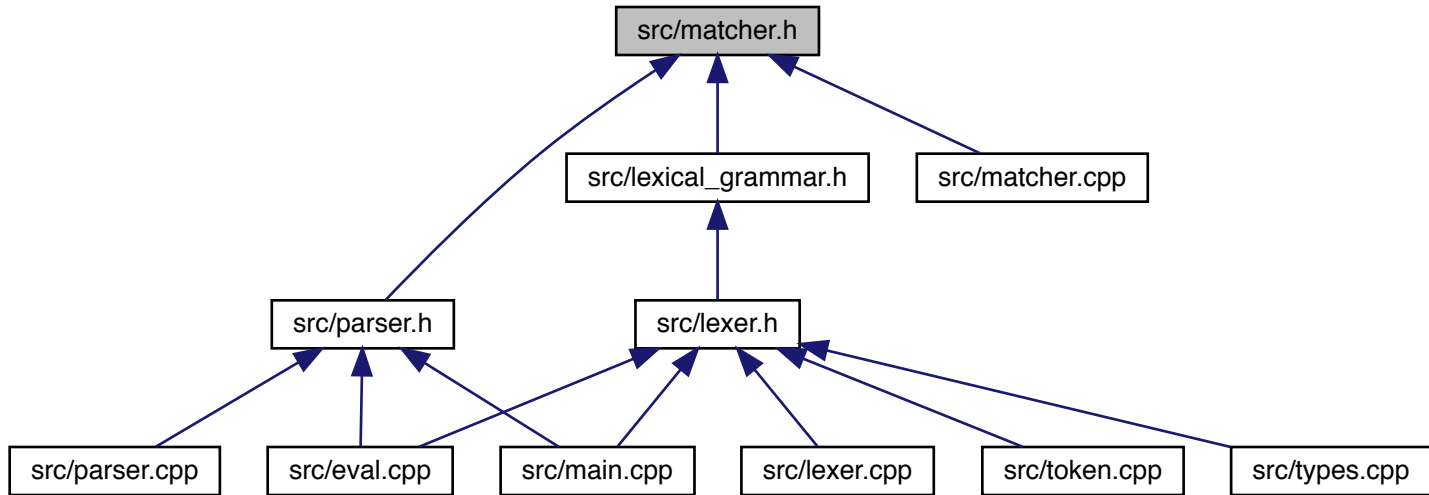 src/matcher.h
src/lexical_grammar.h
src/matcher.cpp
src/parser.h
src/lexer.h
src/parser.cpp
src/eval.cpp
src/main.cpp
src/lexer.cpp
src/token.cpp
src/types.cpp